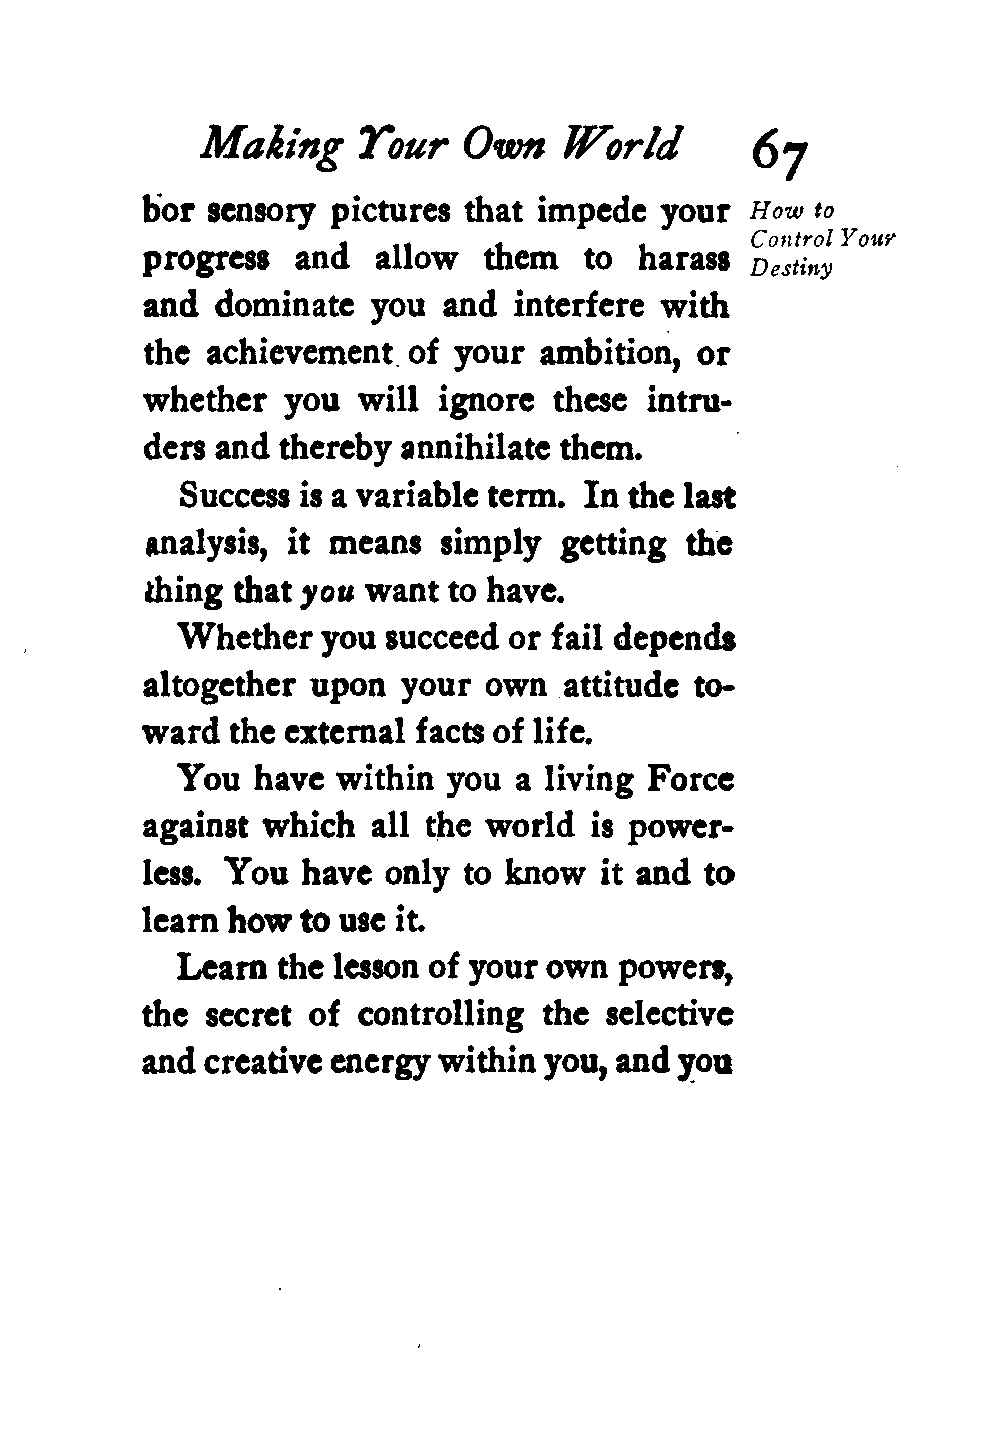 Making Your Own World 67
How to
Control Your
Destiny
bor sensory pictures that impede your
progress and allow them to harass
and dominate you and interfere with
the achievement of your ambition, or
whether you will ignore these intru-
ders and thereby annihilate them.
Success is a variable term. In the last
analysis, it means simply getting the
thing that you want to have.
Whether you succeed or fail depends
altogether upon your own attitude to-
ward the external facts of life.
You have within you a living Force
against which all the world is power-
less. You have only to know it and to
learn how to use it.
Learn the lesson of your own powers,
the secret of controlling the selective
and creative energy within you, and you